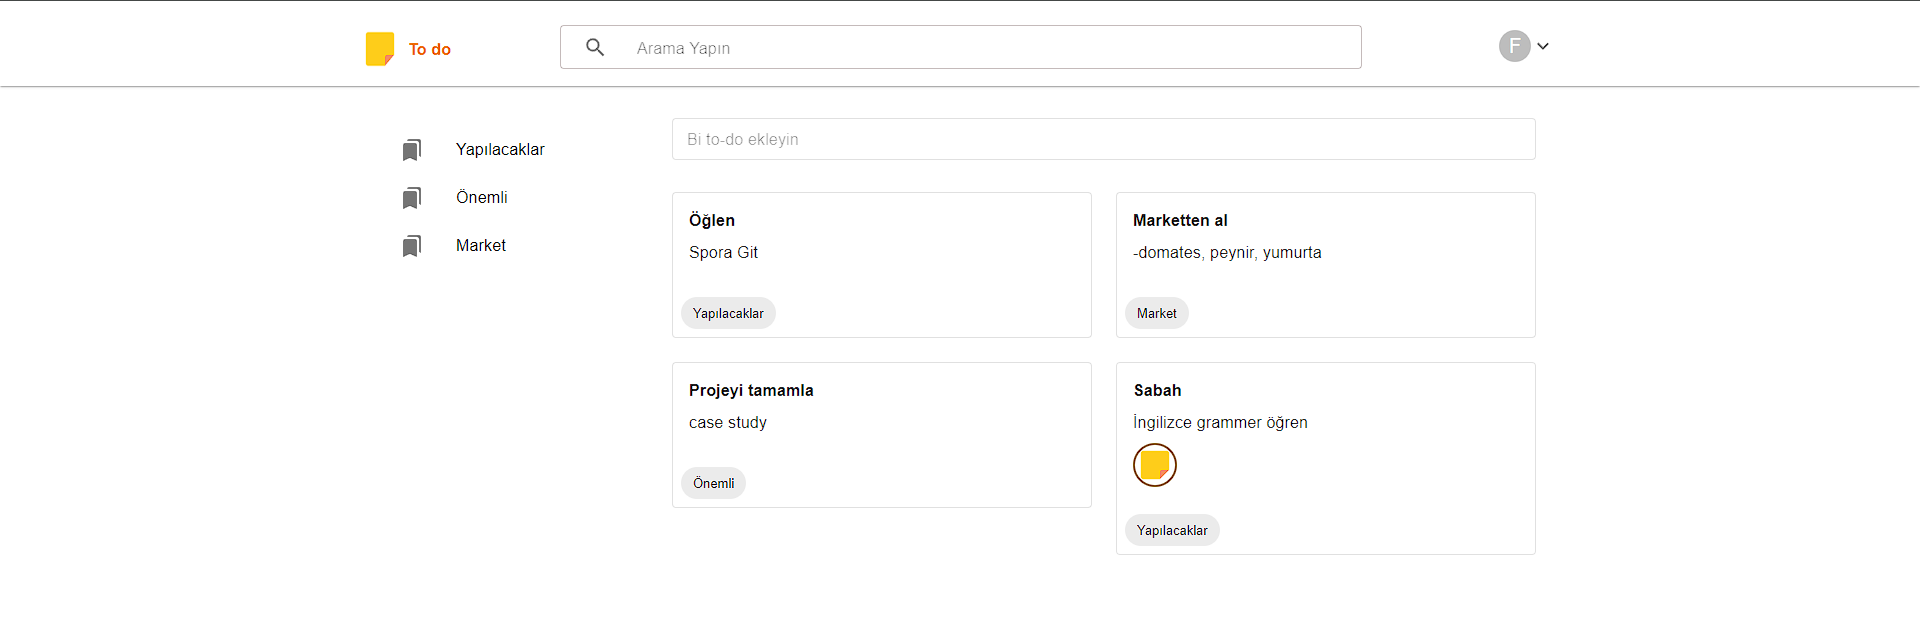 To do
Arama Yapın
F
Yapılacaklar
Önemli
Market
Bi to-do ekleyin
Öğlen
Spora Git
Yapılacaklar
Marketten al
-domates, peynir, yumurta
Market
Projeyi tamamla
case study
Önemli
Sabah
İngilizce grammer öğren
Yapılacaklar